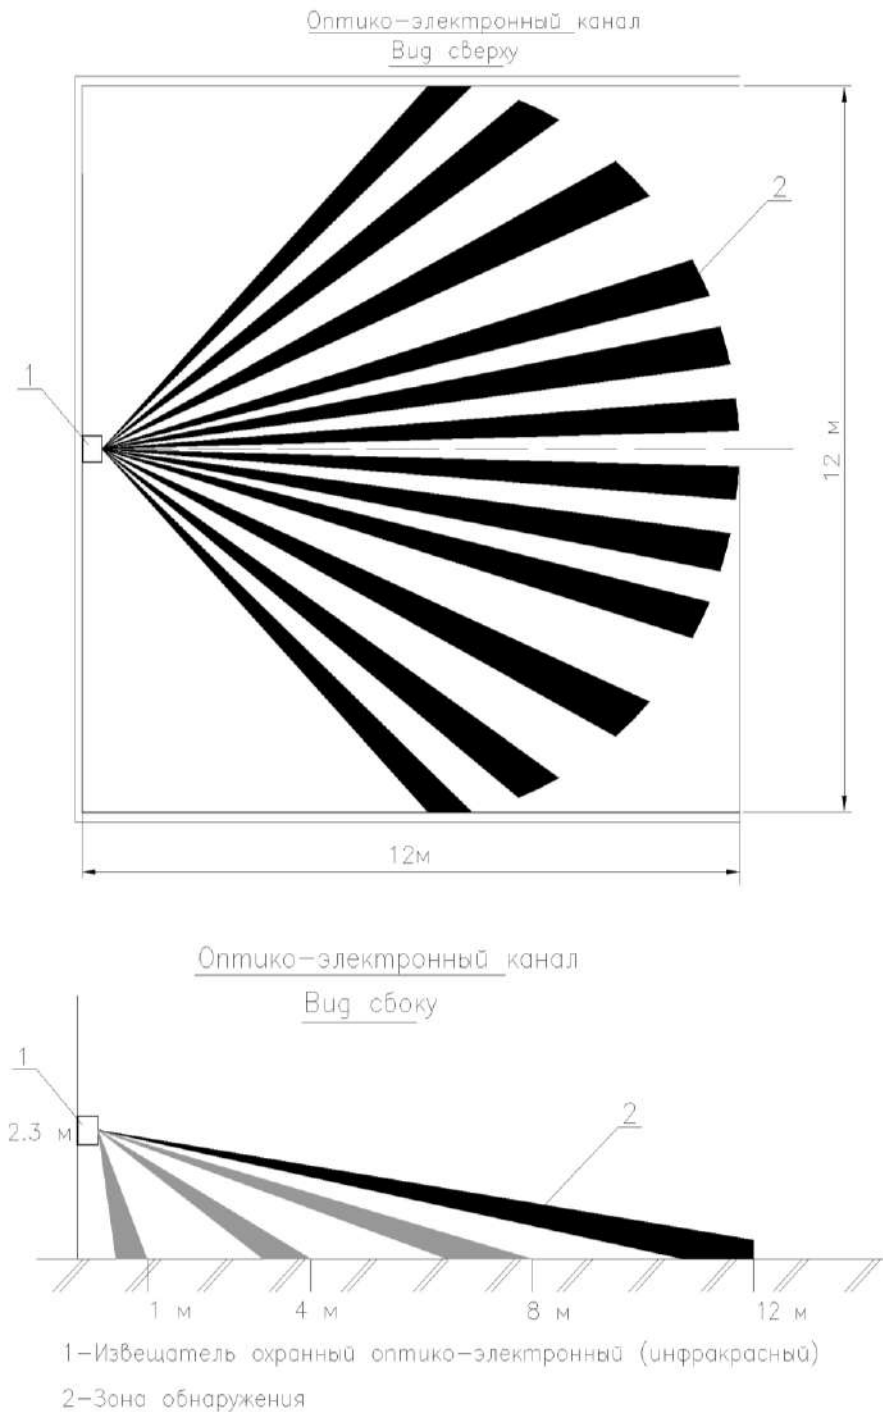 Оптико-электронный канал
Вид сверху
2
1
12 м
12м
Оптико-электронный канал
Вид сбоку
1
2
2.3 м
1 м
4 м
8 м
12 м
1-Извещатель охранный оптико-электронный (инфракрасный)
2-Зона обнаружения